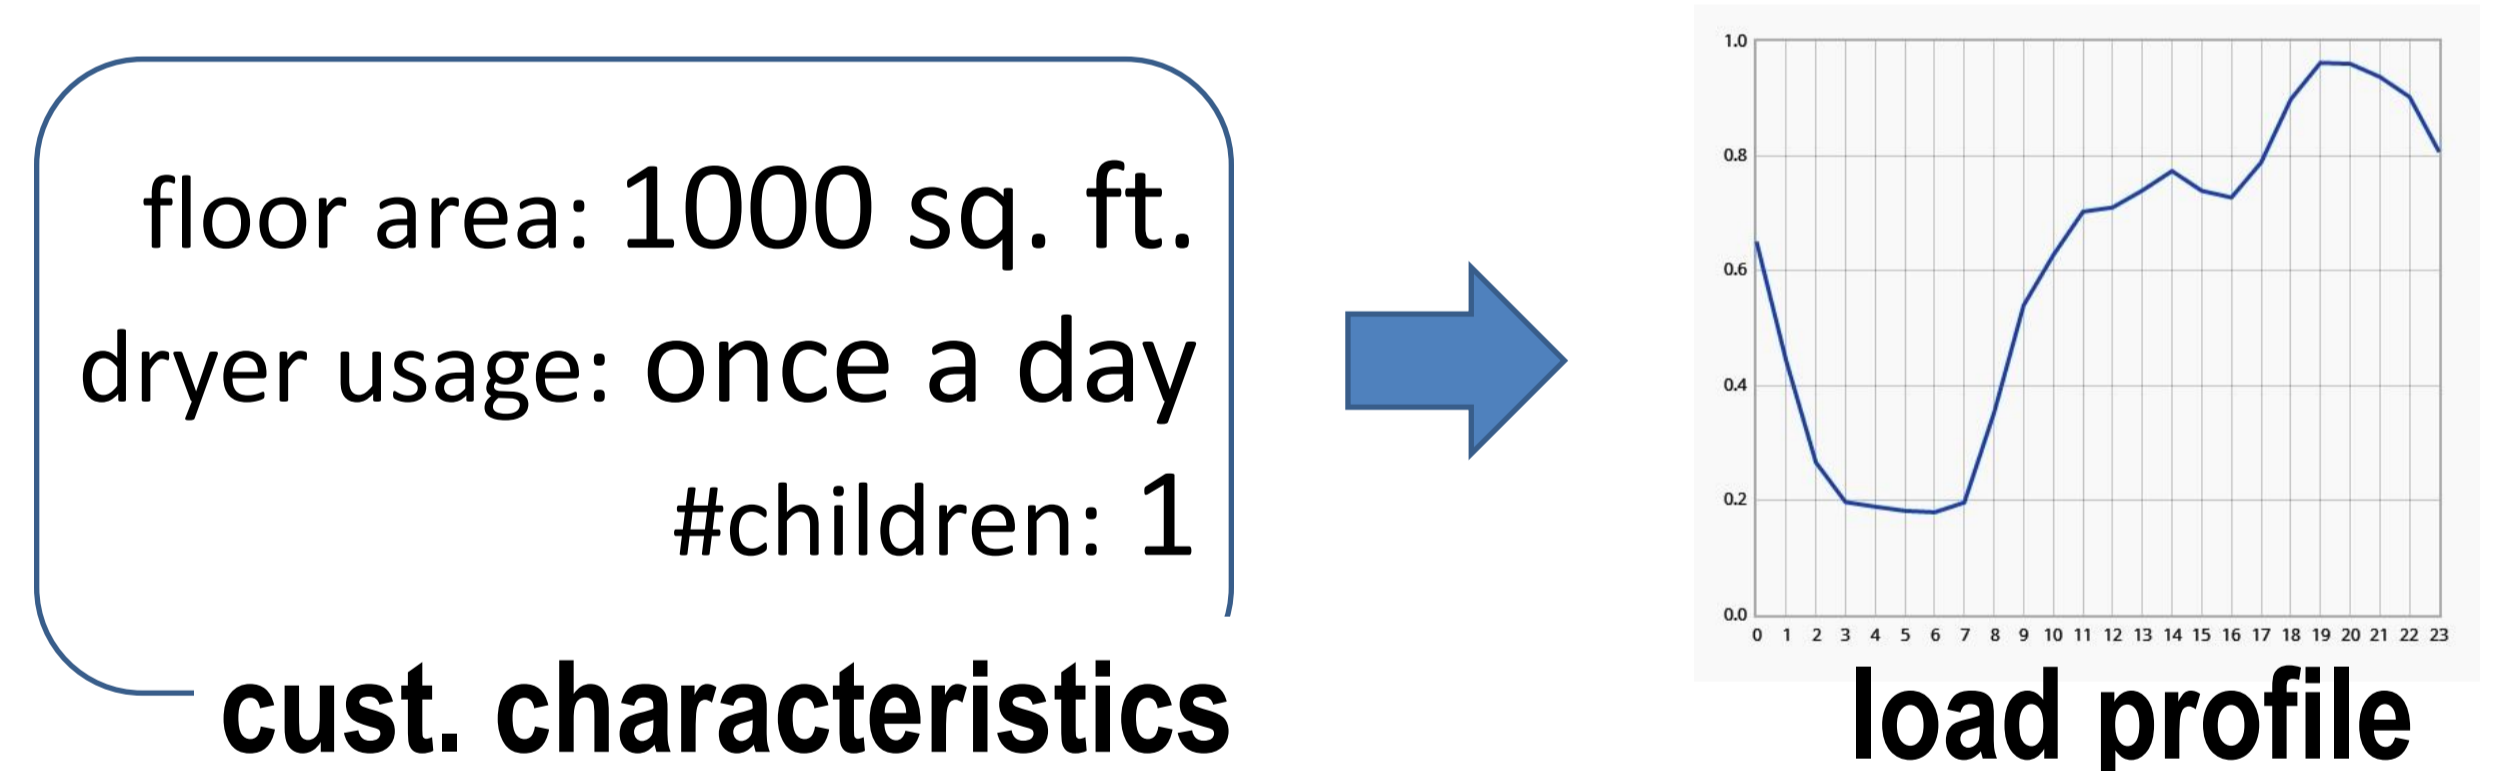 floor area: 1000 sq. ft.
dryer usage: once a day
#children: 1
cust. characteristics
1.0
0.8
0.6
0.4
0.2
0.0
0 1 2 3 4 5 6 7 8 9 10 11 12 13 14 15 16 17 18 19 20 21 22 23
load profile